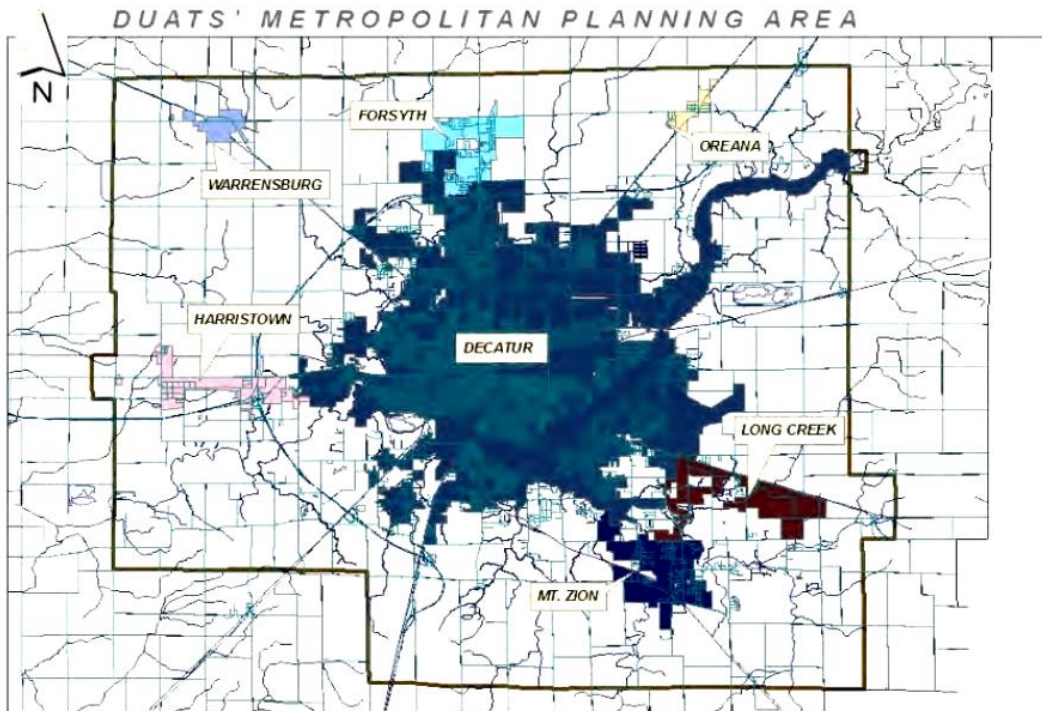 DUATS' METROPOLITAN PLANNING AREA
N
FORSYTH
OREANA
WARRENSBURG
HARRISTOWN
DECATUR
LONG CREEK
MT. ZION